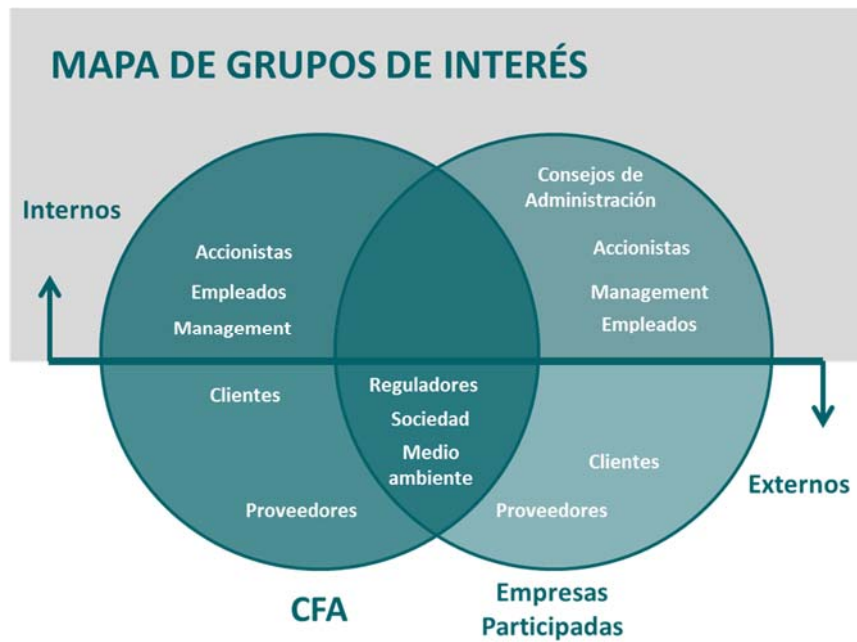 MAPA DE GRUPOS DE INTERÉS
Internos
Accionistas
Empleados
Management
Consejos de
Administración
Accionistas
Management
Empleados
Clientes
Proveedores
Reguladores
Sociedad
Medio
ambiente
Clientes
Proveedores
Externos
CFA
Empresas
Participadas